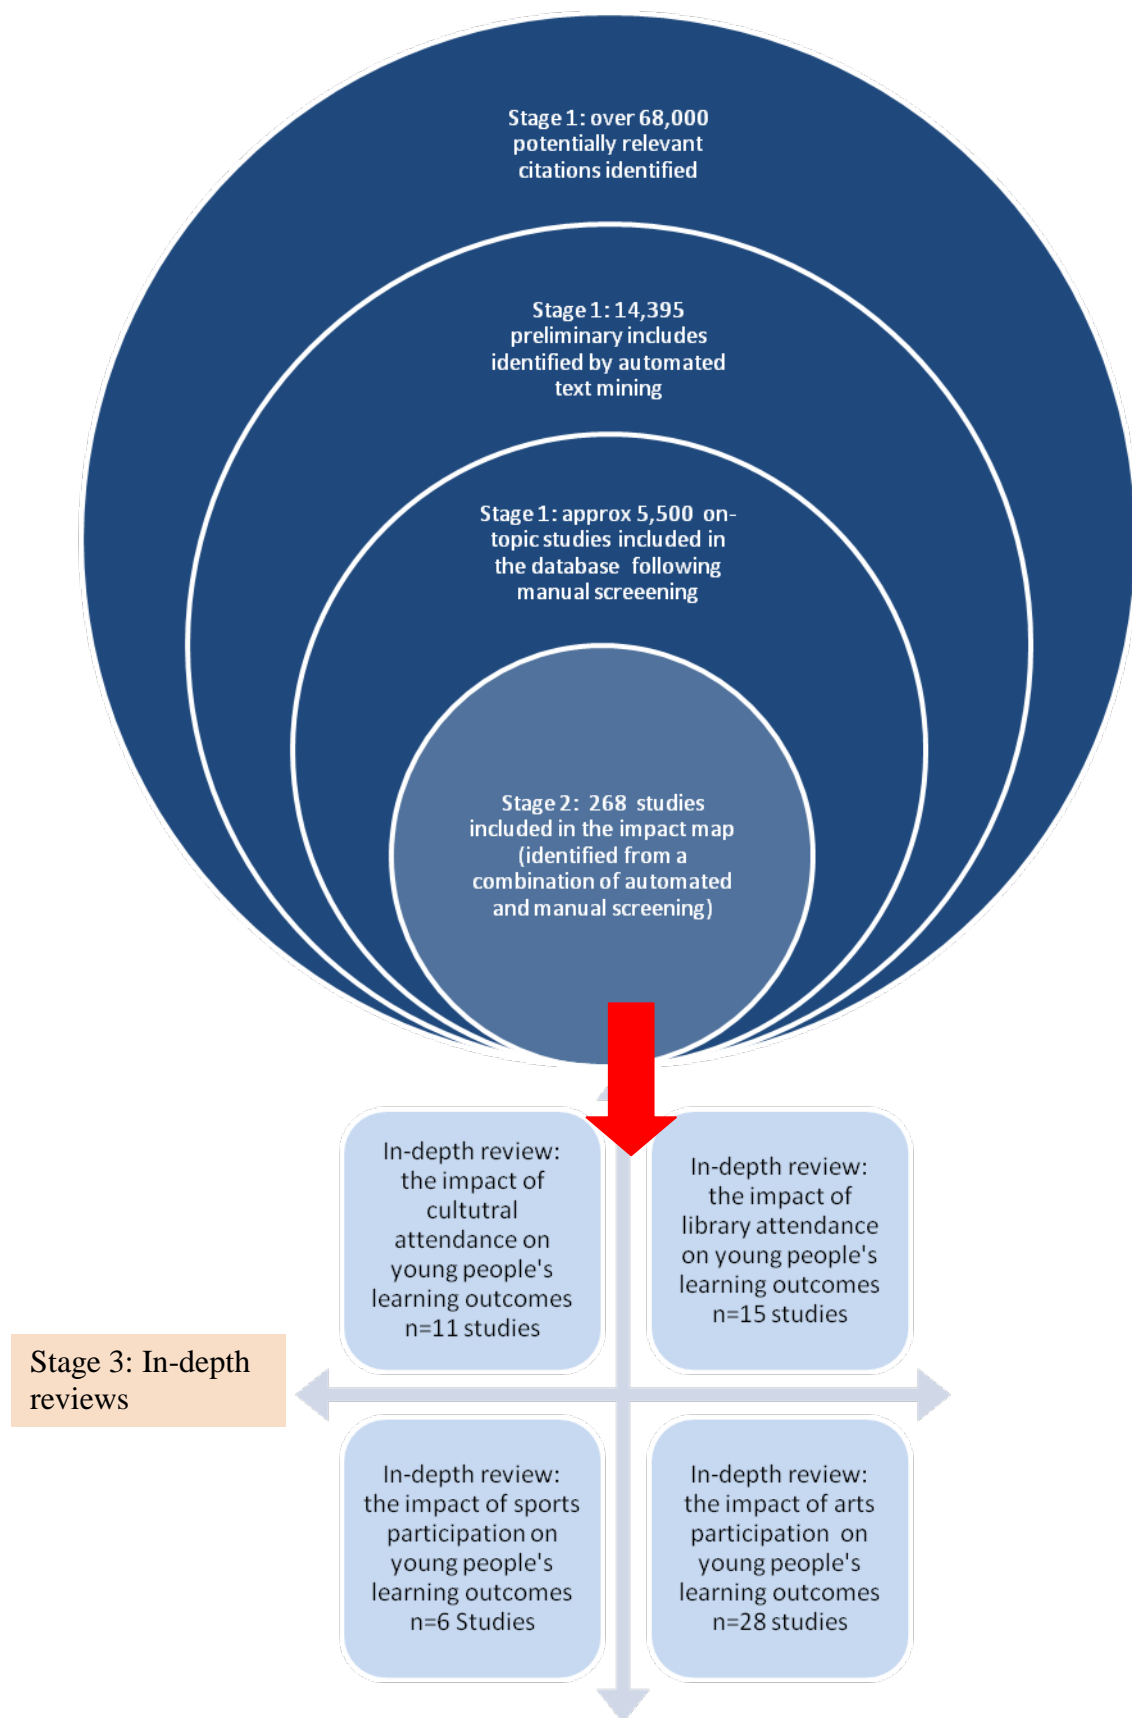 Stage 1: over 68,000
potentially relevant
citations identified
Stage 1: 14,395
preliminary includes
identified by automated
text mining
Stage 1: approx 5,500 on-
topic studies included in
the database following
manual screeening
Stage 2: 268 studies
included in the impact map
(identified from a
combination of automated
and manual screening)
In-depth review:
the impact of
cultutral
attendance on
young people's
learning outcomes
n=11 studies
In-depth review:
the impact of
library attendance
on young people's
learning outcomes
n=15 studies
Stage 3: In-depth
reviews
In-depth review:
the impact of sports
participation on
young people's
learning outcomes
n=6 Studies
In-depth review:
the impact of arts
participation on
young people's
learning outcomes
n=28 studies